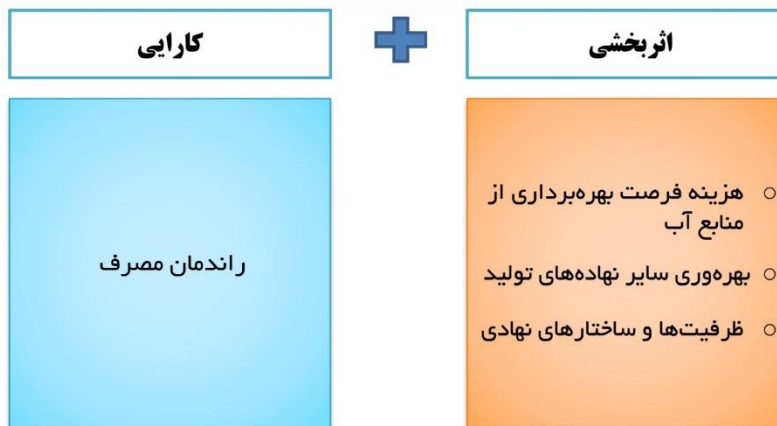 اثربخشی
هزینه فرصت بهره‌برداری از
منابع آب
بهره‌وری سایر نهاده‌های تولید
ظرفیت‌ها و ساختارهای نهادی
کارایی
راندمان مصرف